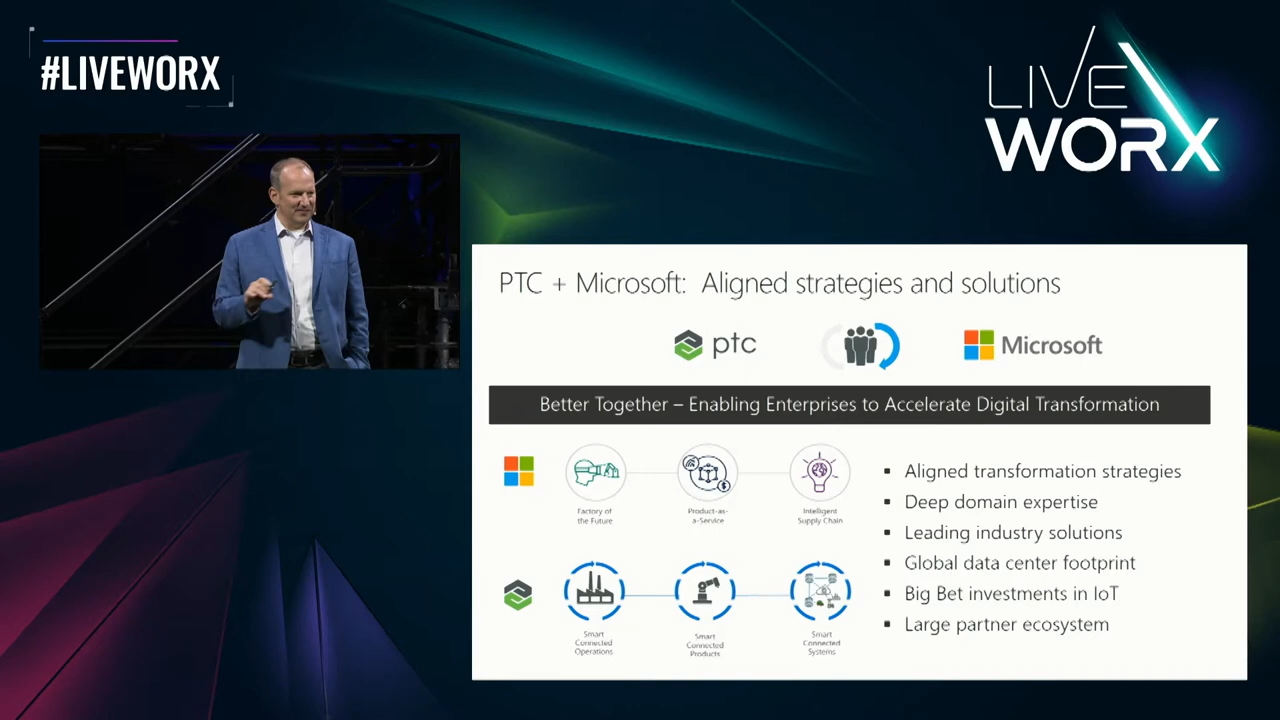 #LIVEWORX
LIVE
WORX
PTC + Microsoft: Aligned strategies and solutions
ptc
Microsoft
Better Together – Enabling Enterprises to Accelerate Digital Transformation
Factory of
the Future
Product-as-
a-Service
Intelligent
Supply Chain
Smart
Connected
Operations
Smart
Connected
Products
Smart
Connected
Systems
▪ Aligned transformation strategies
▪ Deep domain expertise
▪ Leading industry solutions
▪ Global data center footprint
▪ Big Bet investments in IoT
▪ Large partner ecosystem